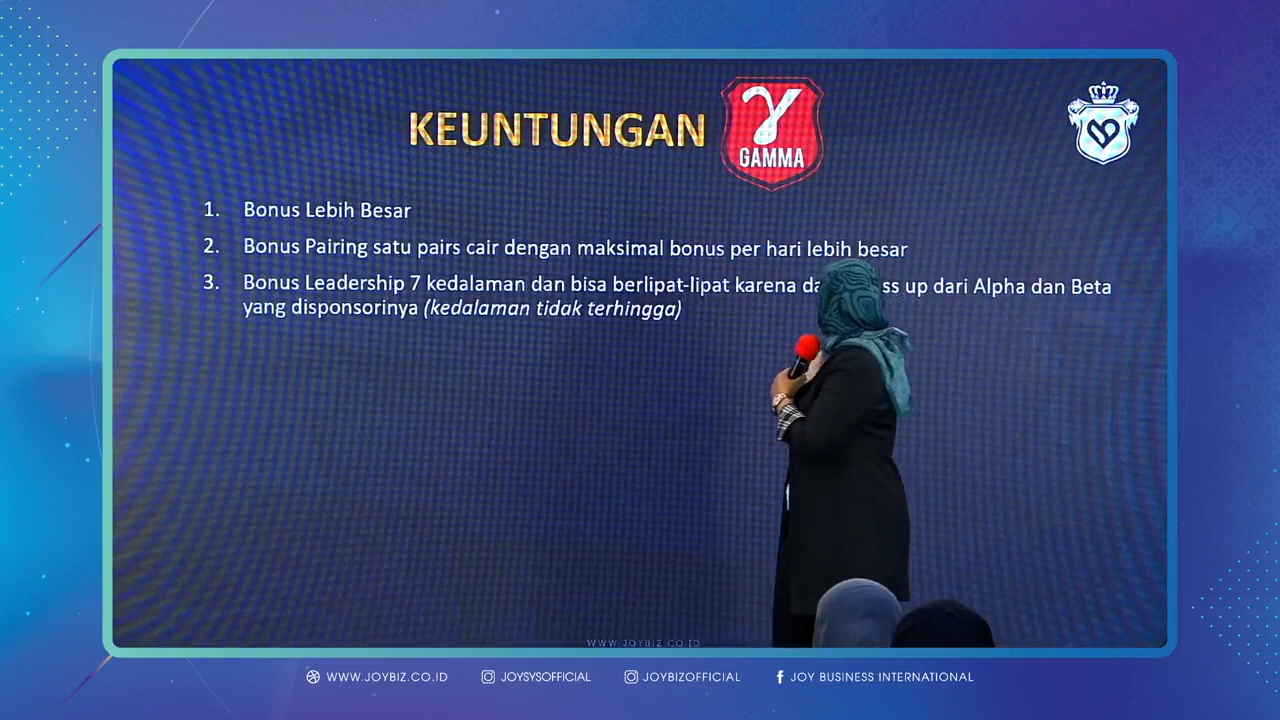 KEUNTUNGAN
γ
GAMMA
1. Bonus Lebih Besar
2. Bonus Pairing satu pairs cair dengan maksimal bonus per hari lebih besar
3. Bonus Leadership 7 kedalaman dan bisa berlipat-lipat karena up dari Alpha dan Beta
yang disponsorinya (kedalaman tidak terhingga)
WWW.JOYBIZ.CO.ID
WWW.JOYBIZ.CO.ID JOYSYSOFFICIAL JOYBIZOFFICIAL JOY BUSINESS INTERNATIONAL